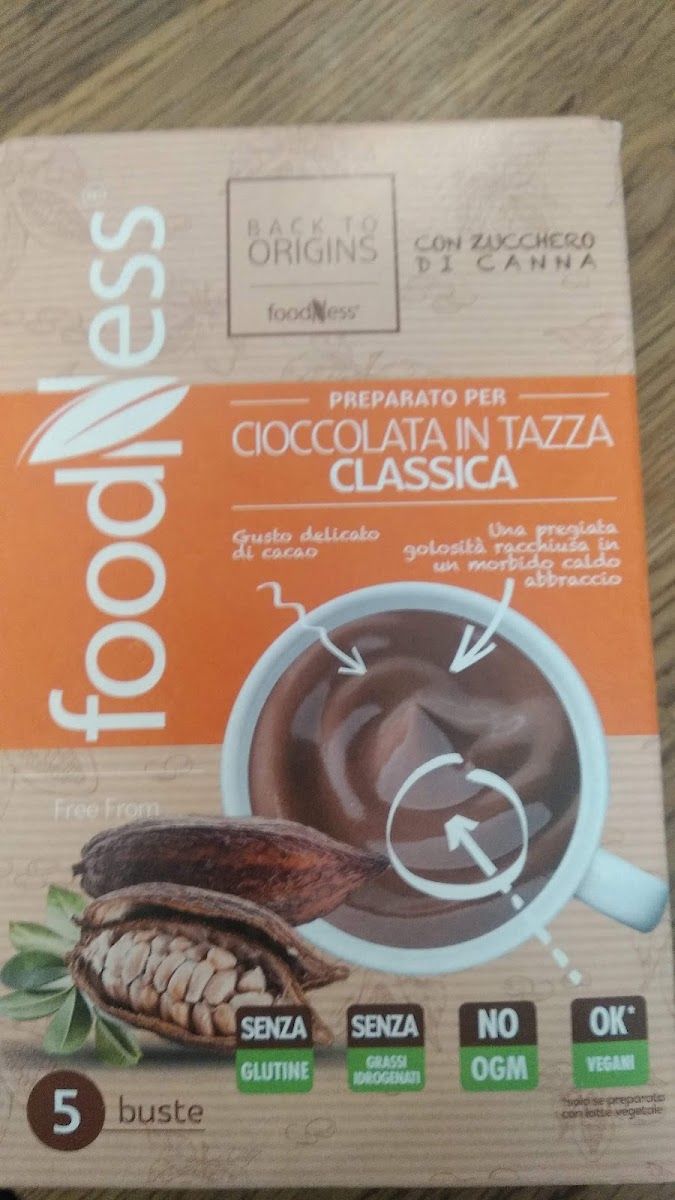 foodNess®
BACK TO
ORIGINS
foodNess®
CON ZUCCHERO
DI CANNA
PREPARATO PER
CIOCCOLATA IN TAZZA
CLASSICA
Gusto delicato
di cacao
Una pregiata
golosità racchiusa in
un morbido caldo
abbraccio
Free From
SENZA
GLUTINE
SENZA
GRASSI
IDROGENATI
NO
OGM
OK*
VEGANI
*solo se preparato
con latte vegetale
5 buste